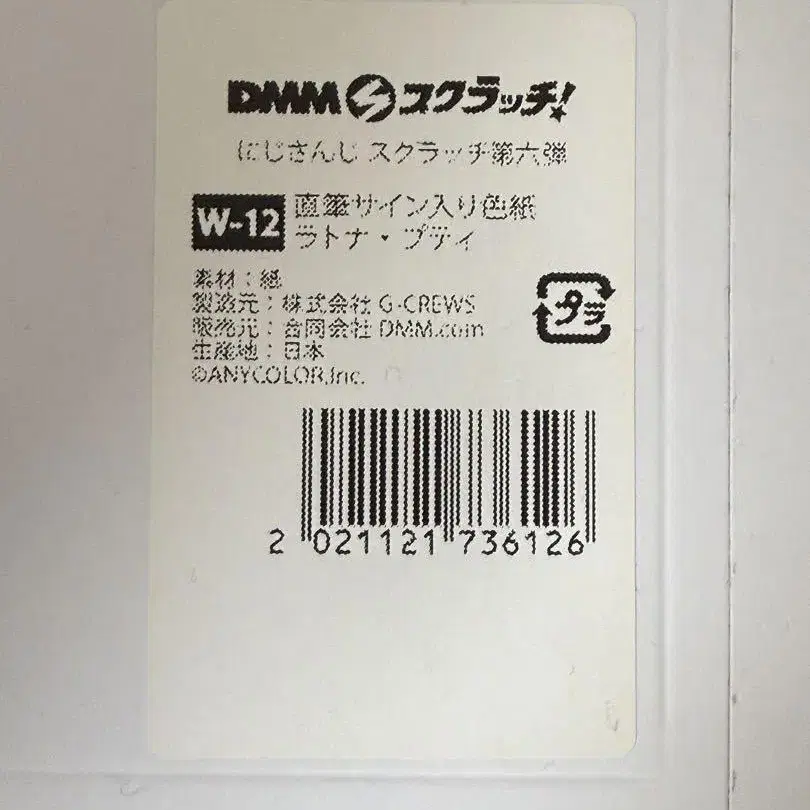 DMM スクラッチ!
にじさんじ スクラッチ第六弾
W-12
直筆サイン入り色紙
ラトナ・プティ
素材：紙
製造元：株式会社 G-CREWS
販売元：合同会社 DMM.com
生産地：日本
©ANYCOLOR,Inc.
プラ
2 021121 736126